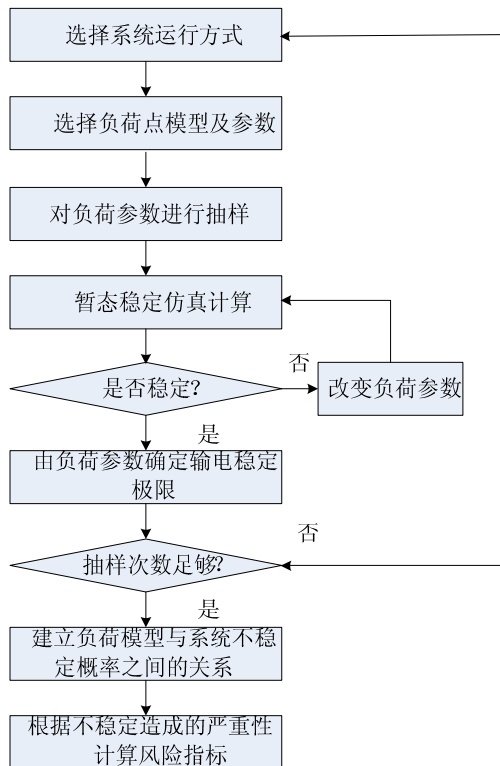 选择系统运行方式
选择负荷点模型及参数
对负荷参数进行抽样
暂态稳定仿真计算
否
是否稳定?
改变负荷参数
是
由负荷参数确定输电稳定
极限
否
抽样次数足够?
是
建立负荷模型与系统不稳
定概率之间的关系
根据不稳定造成的严重性
计算风险指标